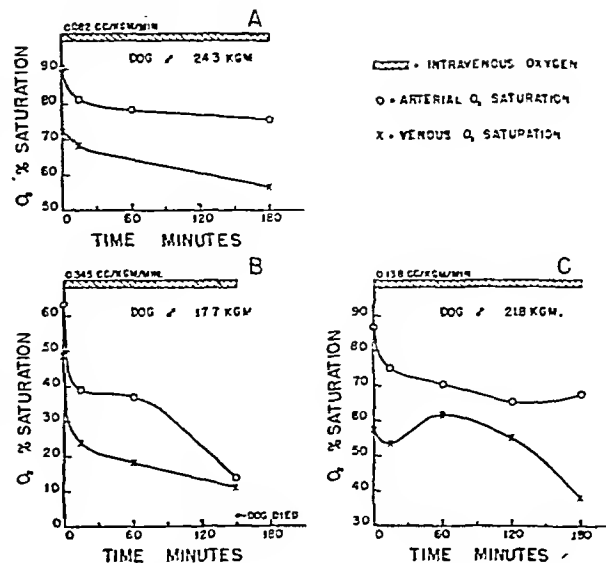 A
0.082 CC/KGM/MIN
DOG ♂ 24.3 KGM
O₂ % SATURATION
90
80
70
60
50
0 60 120 180
TIME MINUTES
= INTRAVENOUS OXYGEN
O = ARTERIAL O₂ SATURATION
X = VENOUS O₂ SATURATION
B
0.345 CC/KGM/MIN.
DOG ♂ 17.7 KGM
O₂ % SATURATION
60
50
40
30
20
10
0
DOG DIED
0 60 120 180
TIME MINUTES
C
0.138 CC/KGM/MIN
DOG ♂ 21.8 KGM.
O₂ % SATURATION
90
80
70
60
50
40
30
0 60 120 180
TIME MINUTES